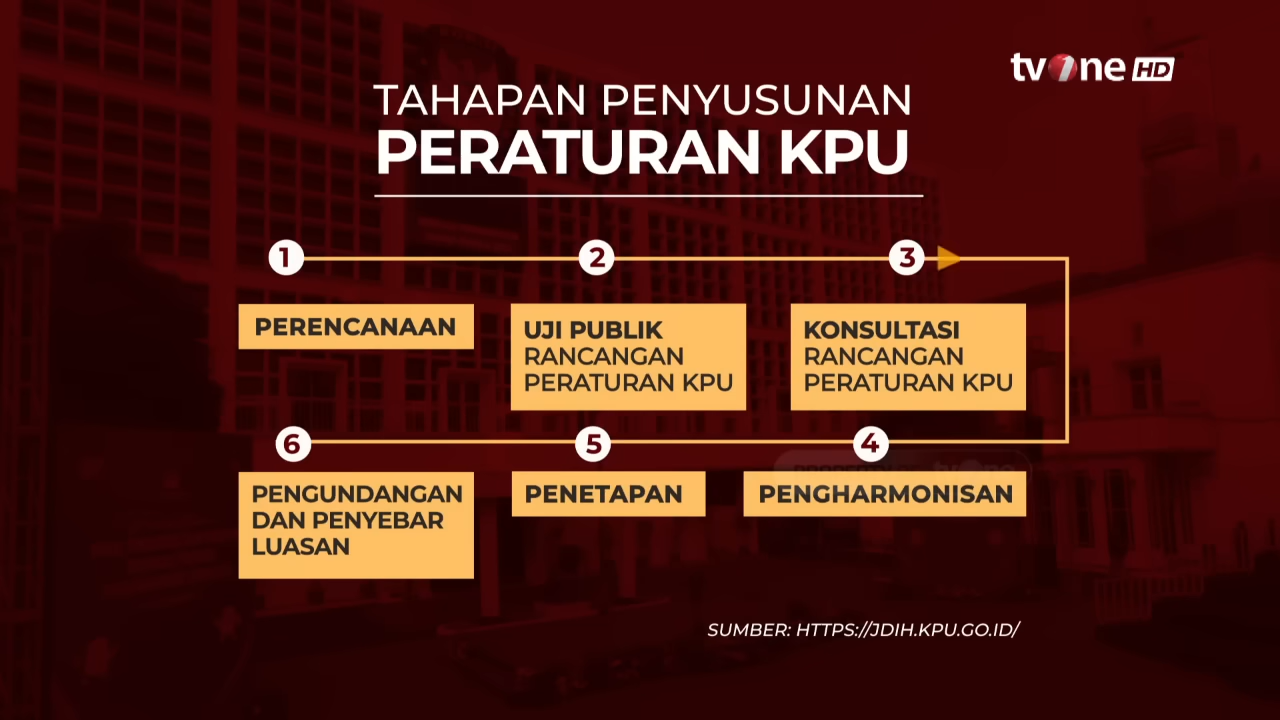 tvOne HD
TAHAPAN PENYUSUNAN
PERATURAN KPU
1
PERENCANAAN
2
UJI PUBLIK
RANCANGAN
PERATURAN KPU
3
KONSULTASI
RANCANGAN
PERATURAN KPU
4
PENGHARMONISAN
5
PENETAPAN
6
PENGUNDANGAN
DAN PENYEBAR
LUASAN
SUMBER: HTTPS://JDIH.KPU.GO.ID/